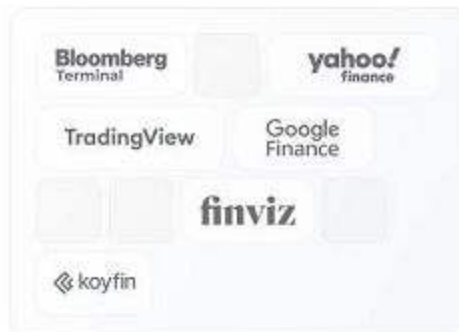 Bloomberg
Terminal
yahoo!
finance
TradingView
Google
Finance
finviz
koyfin